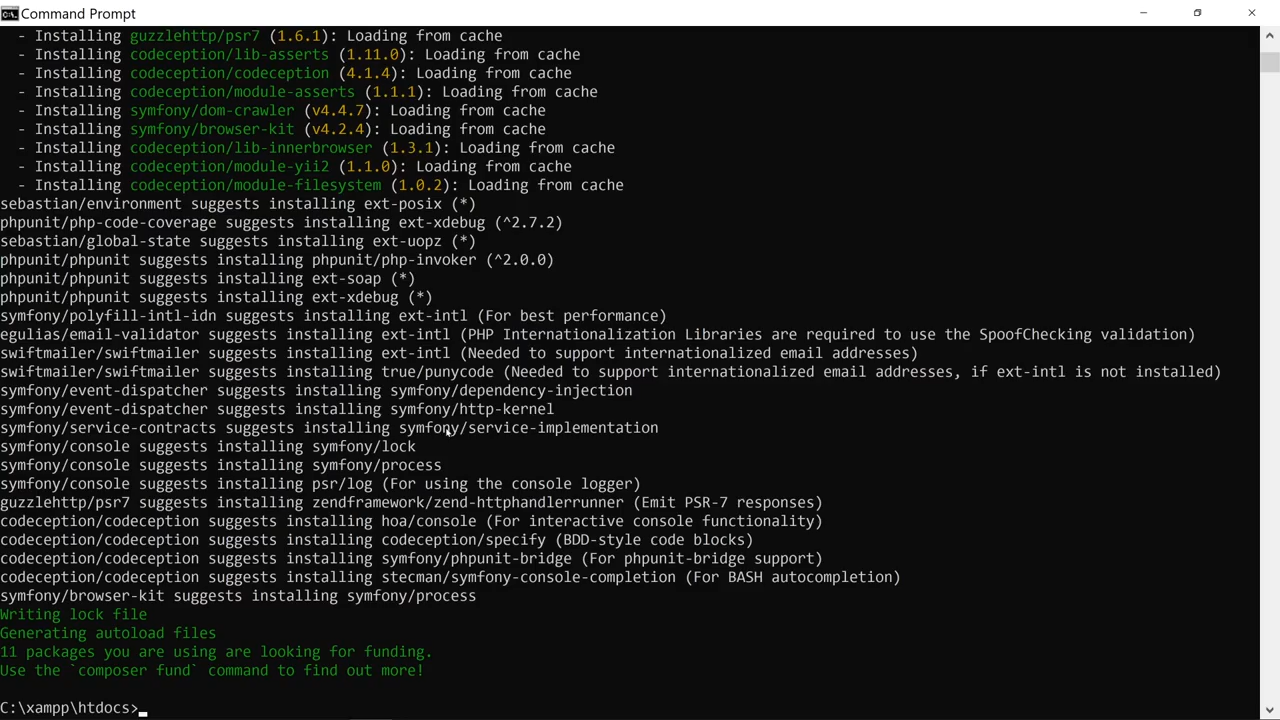 Command Prompt
- Installing guzzlehttp/psr7 (1.6.1): Loading from cache
- Installing codeception/lib-asserts (1.11.0): Loading from cache
- Installing codeception/codeception (4.1.4): Loading from cache
- Installing codeception/module-asserts (1.1.1): Loading from cache
- Installing symfony/dom-crawler (v4.4.7): Loading from cache
- Installing symfony/browser-kit (v4.2.4): Loading from cache
- Installing codeception/lib-innerbrowser (1.3.1): Loading from cache
- Installing codeception/module-yii2 (1.1.0): Loading from cache
- Installing codeception/module-filesystem (1.0.2): Loading from cache
sebastian/environment suggests installing ext-posix (*)
phpunit/php-code-coverage suggests installing ext-xdebug (^2.7.2)
sebastian/global-state suggests installing ext-uopz (*)
phpunit/phpunit suggests installing phpunit/php-invoker (^2.0.0)
phpunit/phpunit suggests installing ext-soap (*)
phpunit/phpunit suggests installing ext-xdebug (*)
symfony/polyfill-intl-idn suggests installing ext-intl (For best performance)
egulias/email-validator suggests installing ext-intl (PHP Internationalization Libraries are required to use the SpoofChecking validation)
swiftmailer/swiftmailer suggests installing ext-intl (Needed to support internationalized email addresses)
swiftmailer/swiftmailer suggests installing true/punycode (Needed to support internationalized email addresses, if ext-intl is not installed)
symfony/event-dispatcher suggests installing symfony/dependency-injection
symfony/event-dispatcher suggests installing symfony/http-kernel
symfony/service-contracts suggests installing symfony/service-implementation
symfony/console suggests installing symfony/lock
symfony/console suggests installing symfony/process
symfony/console suggests installing psr/log (For using the console logger)
guzzlehttp/psr7 suggests installing zendframework/zend-httphandlerrunner (Emit PSR-7 responses)
codeception/codeception suggests installing hoa/console (For interactive console functionality)
codeception/codeception suggests installing codeception/specify (BDD-style code blocks)
codeception/codeception suggests installing symfony/phpunit-bridge (For phpunit-bridge support)
codeception/codeception suggests installing stecman/symfony-console-completion (For BASH autocompletion)
symfony/browser-kit suggests installing symfony/process
Writing lock file
Generating autoload files
11 packages you are using are looking for funding.
Use the `composer fund` command to find out more!
C:\xampp\htdocs>